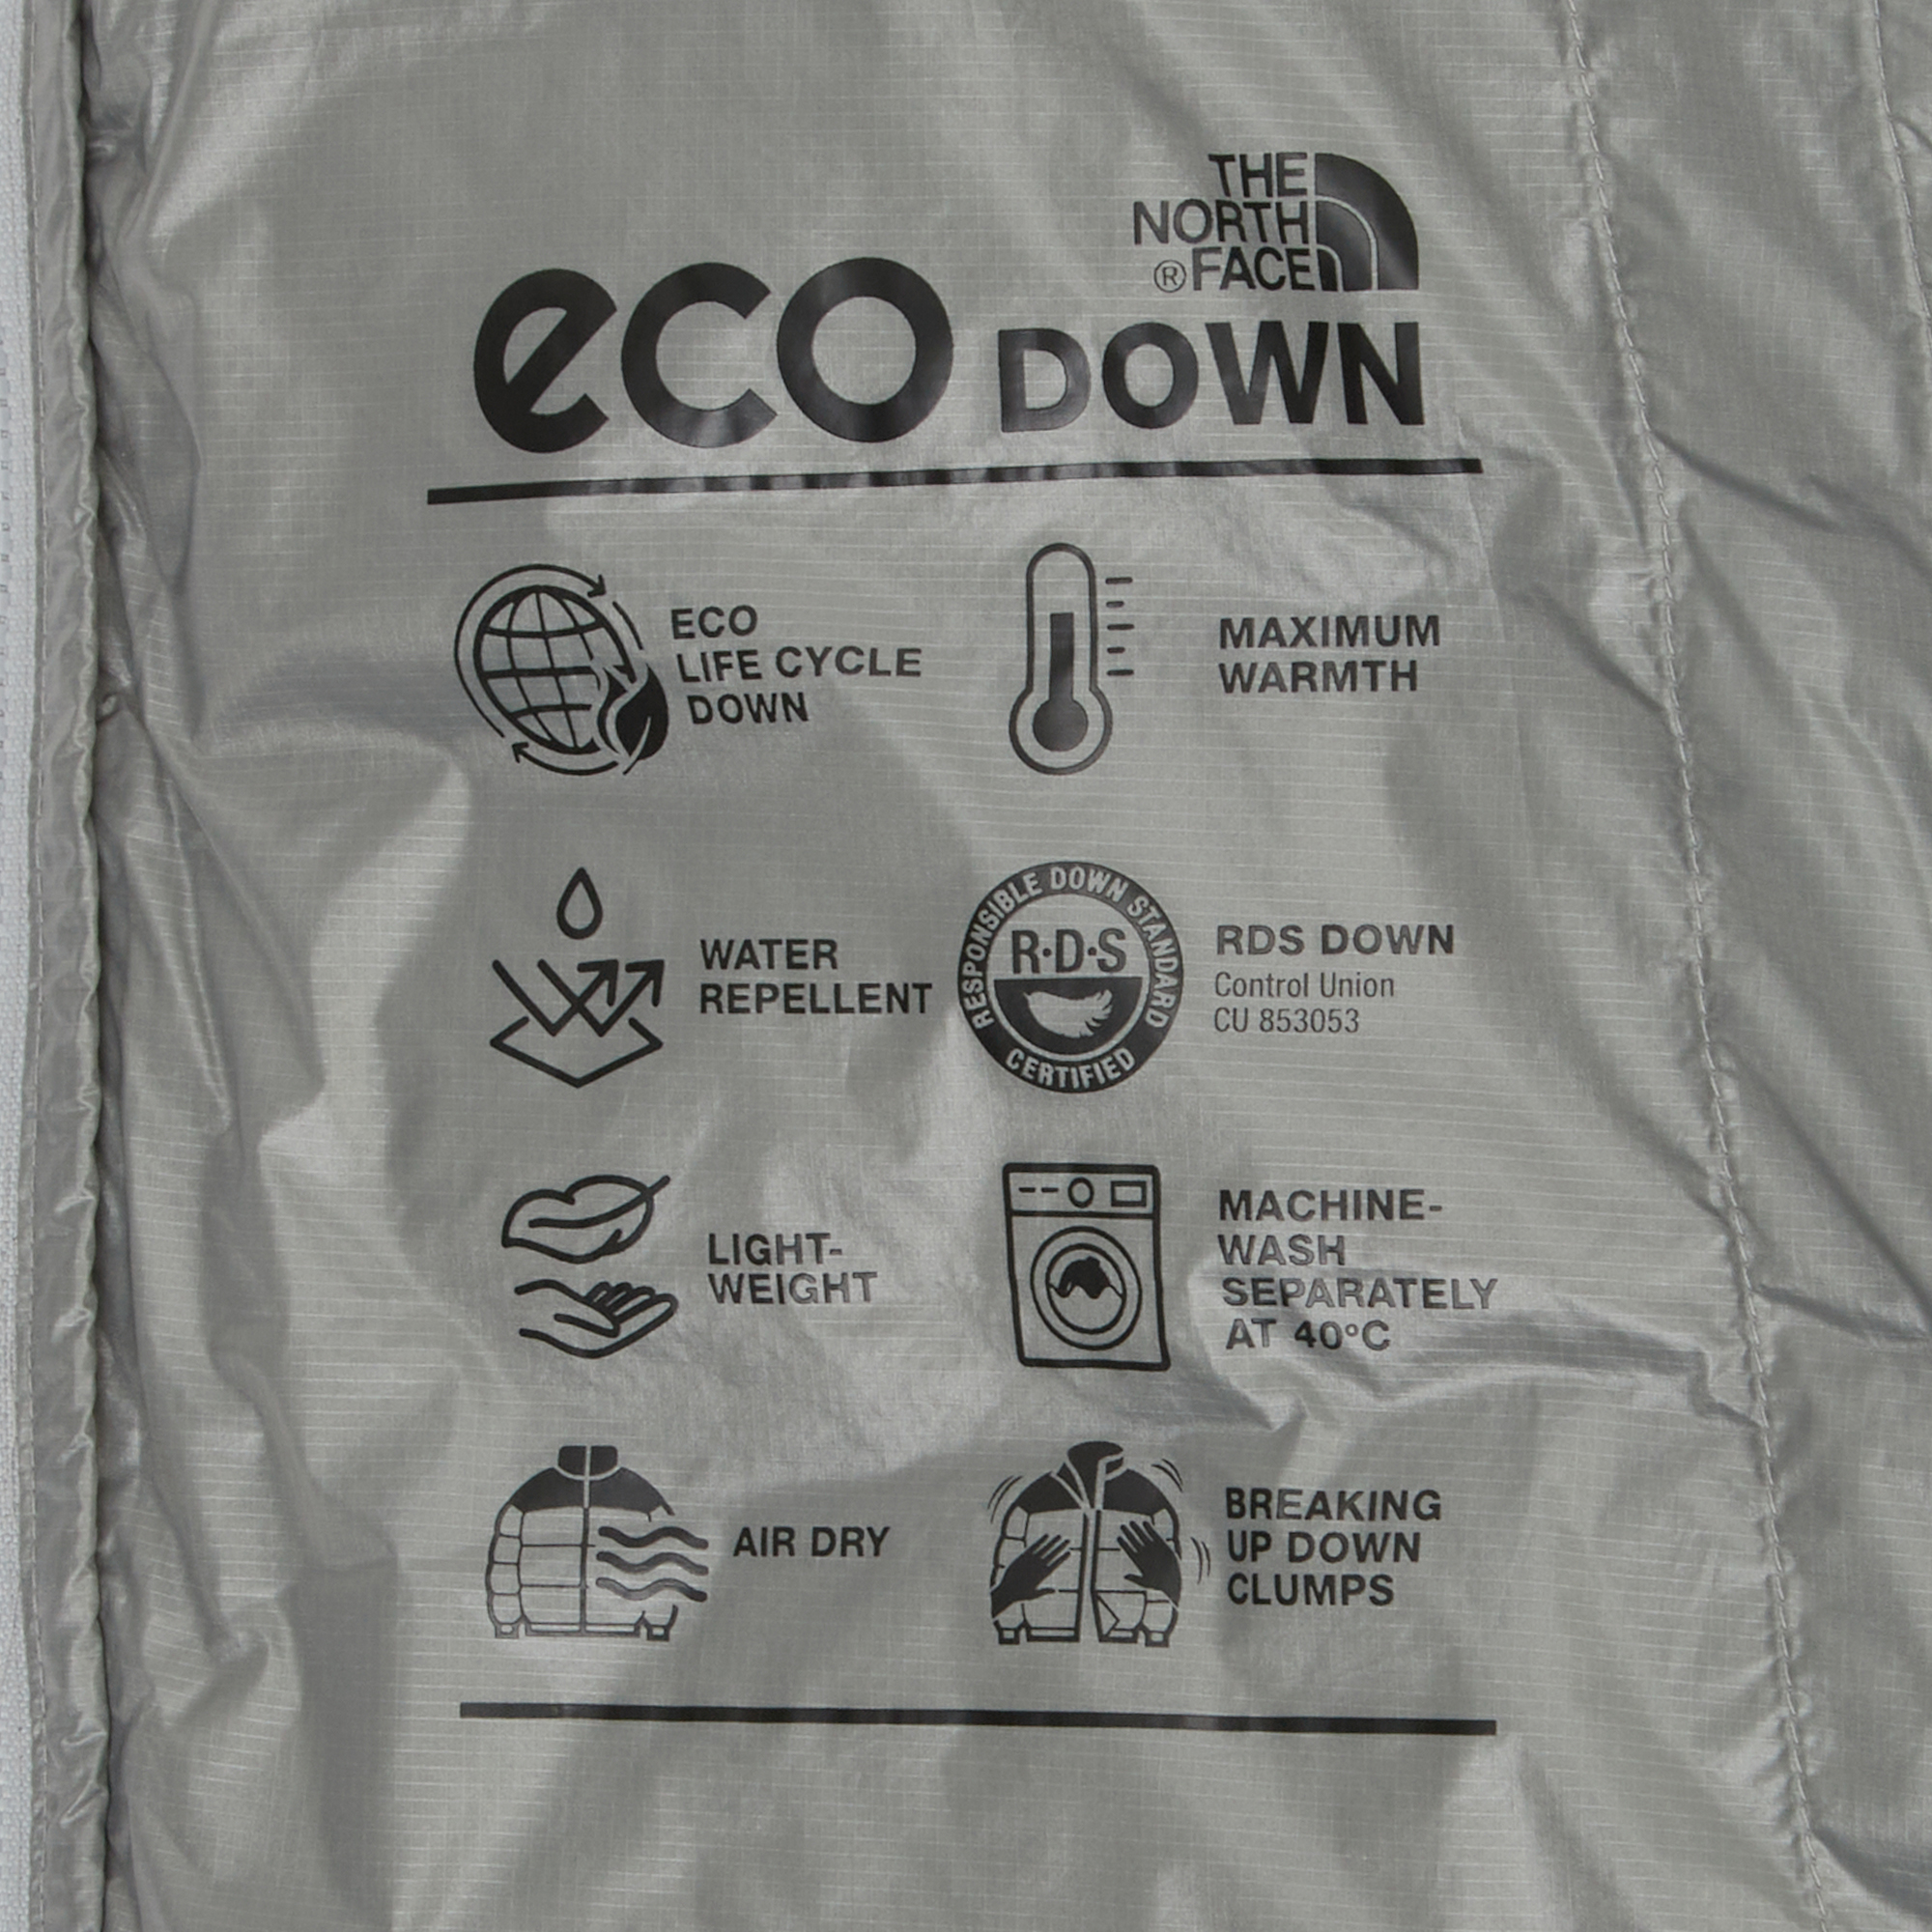 THE
NORTH
®FACE
eco DOWN
ECO
LIFE CYCLE
DOWN
MAXIMUM
WARMTH
WATER
REPELLENT
RESPONSIBLE DOWN STANDARD
R·D·S
CERTIFIED
RDS DOWN
Control Union
CU 853053
LIGHT-
WEIGHT
MACHINE-
WASH
SEPARATELY
AT 40°C
AIR DRY
BREAKING
UP DOWN
CLUMPS